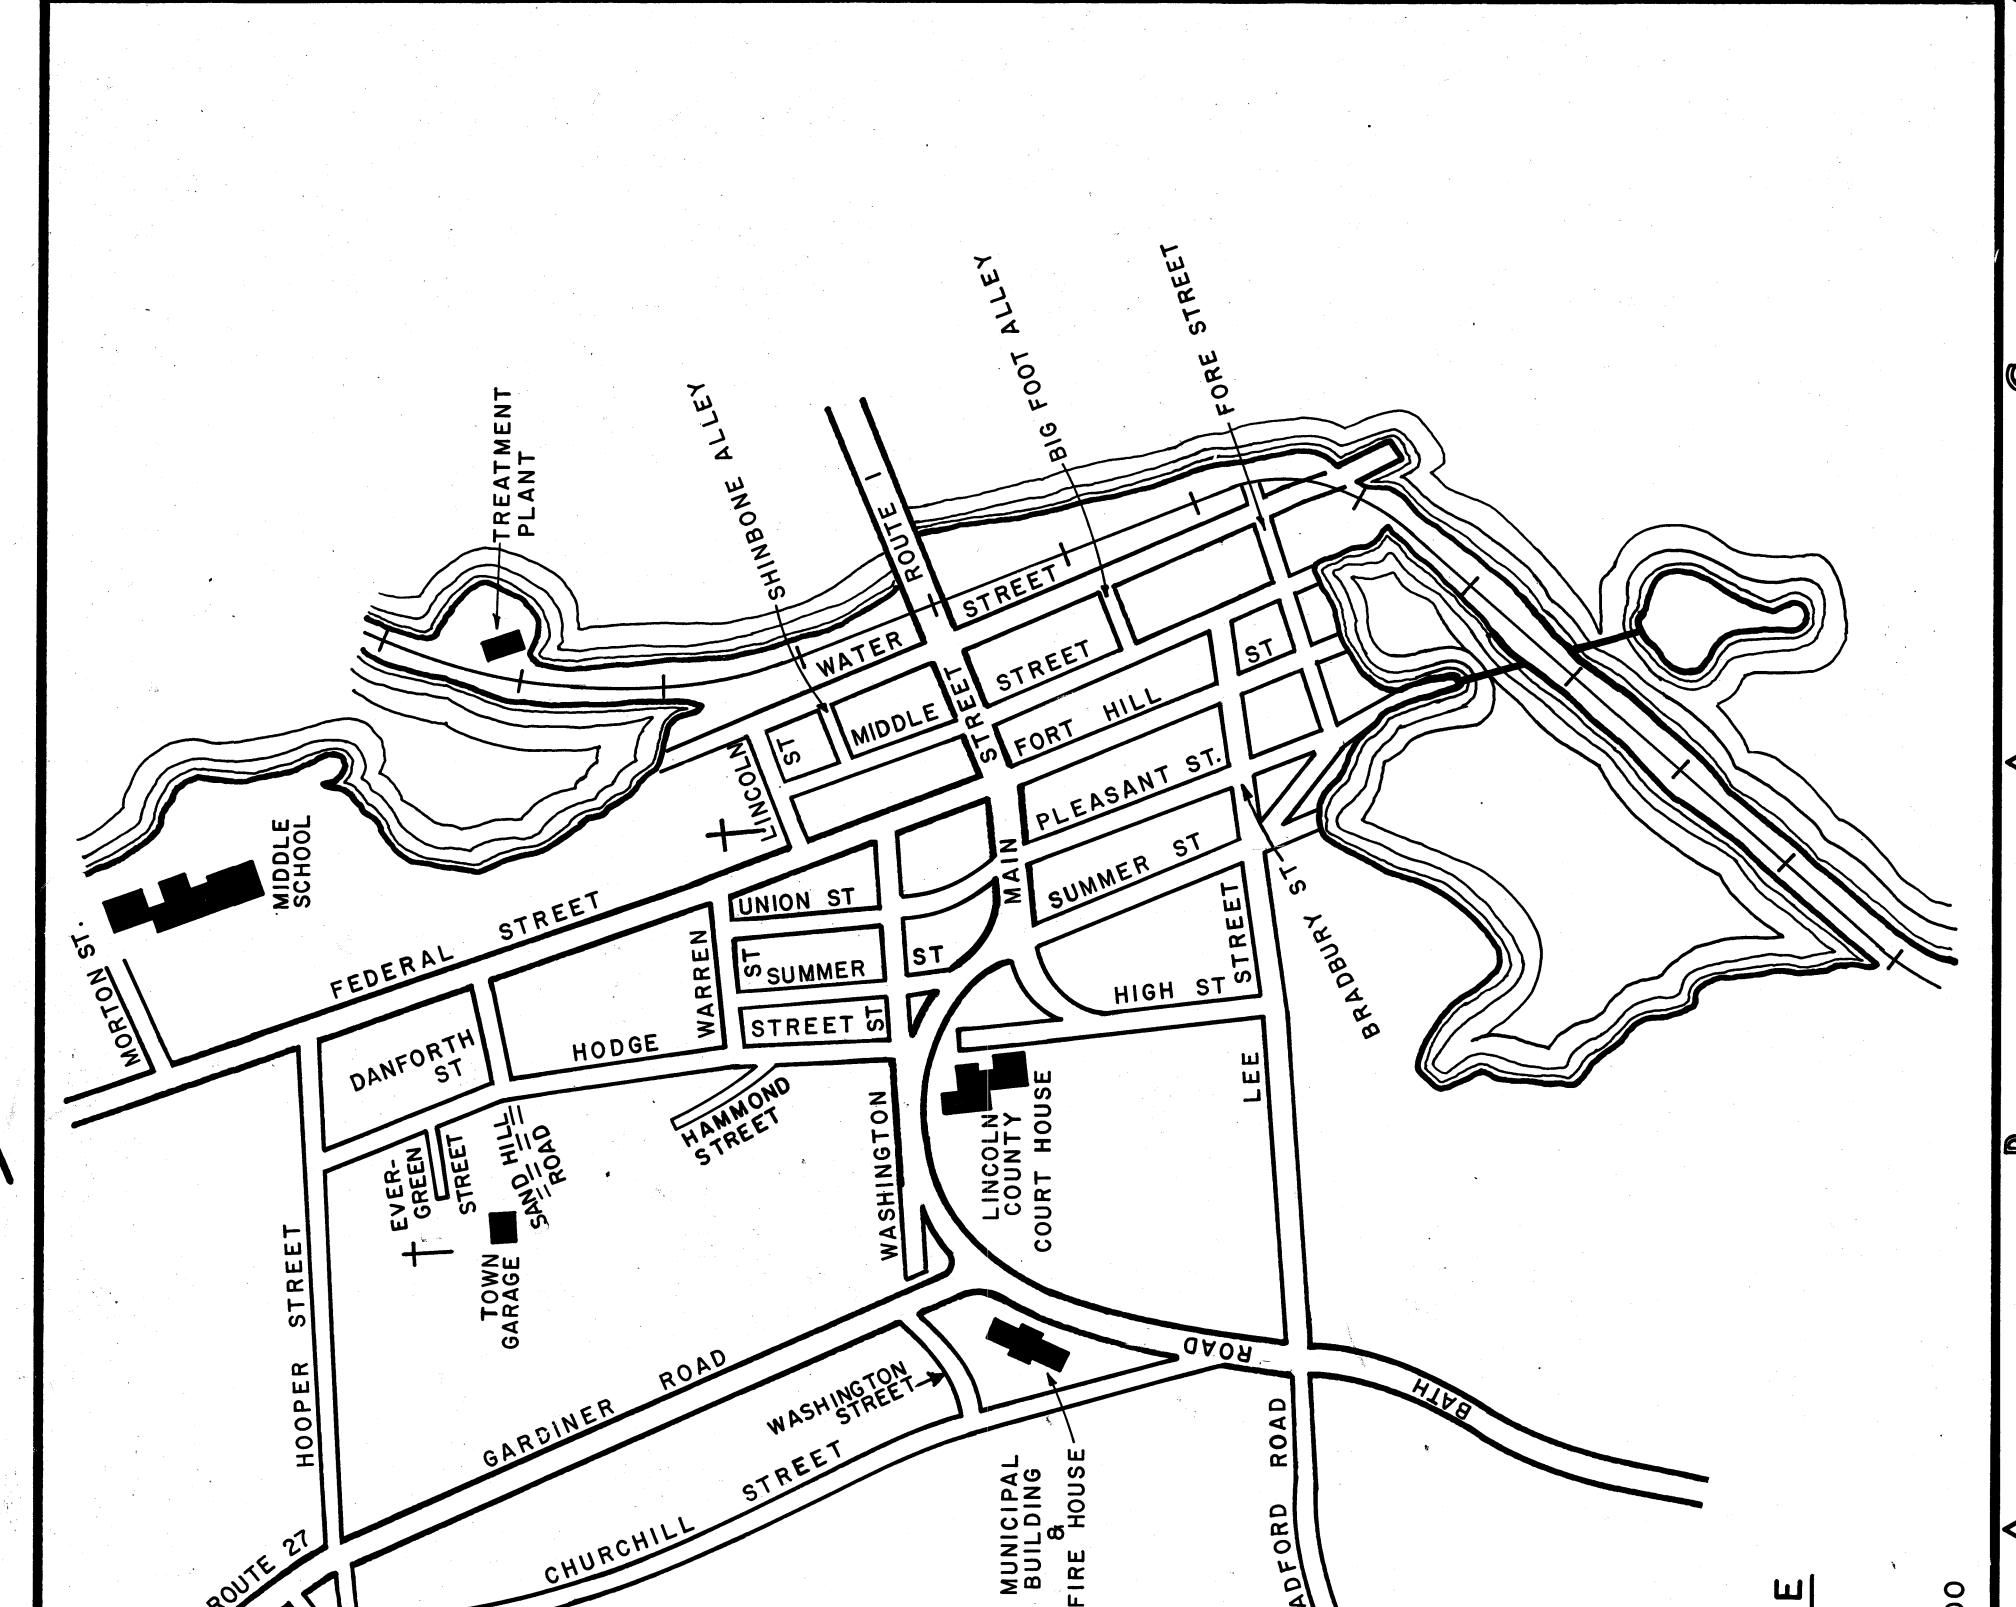 FORE STREET
BIG FOOT ALLEY
SHINBONE ALLEY
TREATMENT
PLANT
ROUTE 1
WATER
STREET
STREET
ST
MIDDLE
ST
STREET
FORT HILL
LINCOLN
PLEASANT ST.
MIDDLE
SCHOOL
MAIN
SUMMER ST
UNION ST
FEDERAL STREET
MORTON ST.
WARREN
ST
SUMMER
ST
STREET
BRADBURY ST
HIGH ST
STREET
ST
HODGE
DANFORTH
ST
LEE
HAMMOND
STREET
WASHINGTON
LINCOLN
COUNTY
COURT HOUSE
EVER-
GREEN
STREET
SAND HILL
ROAD
TOWN
GARAGE
HOOPER STREET
ROAD
BATH
GARDINER ROAD
WASHINGTON
STREET
CHURCHILL STREET
MUNICIPAL
BUILDING
&
FIRE HOUSE
ADFORD ROAD
ROUTE 27
E